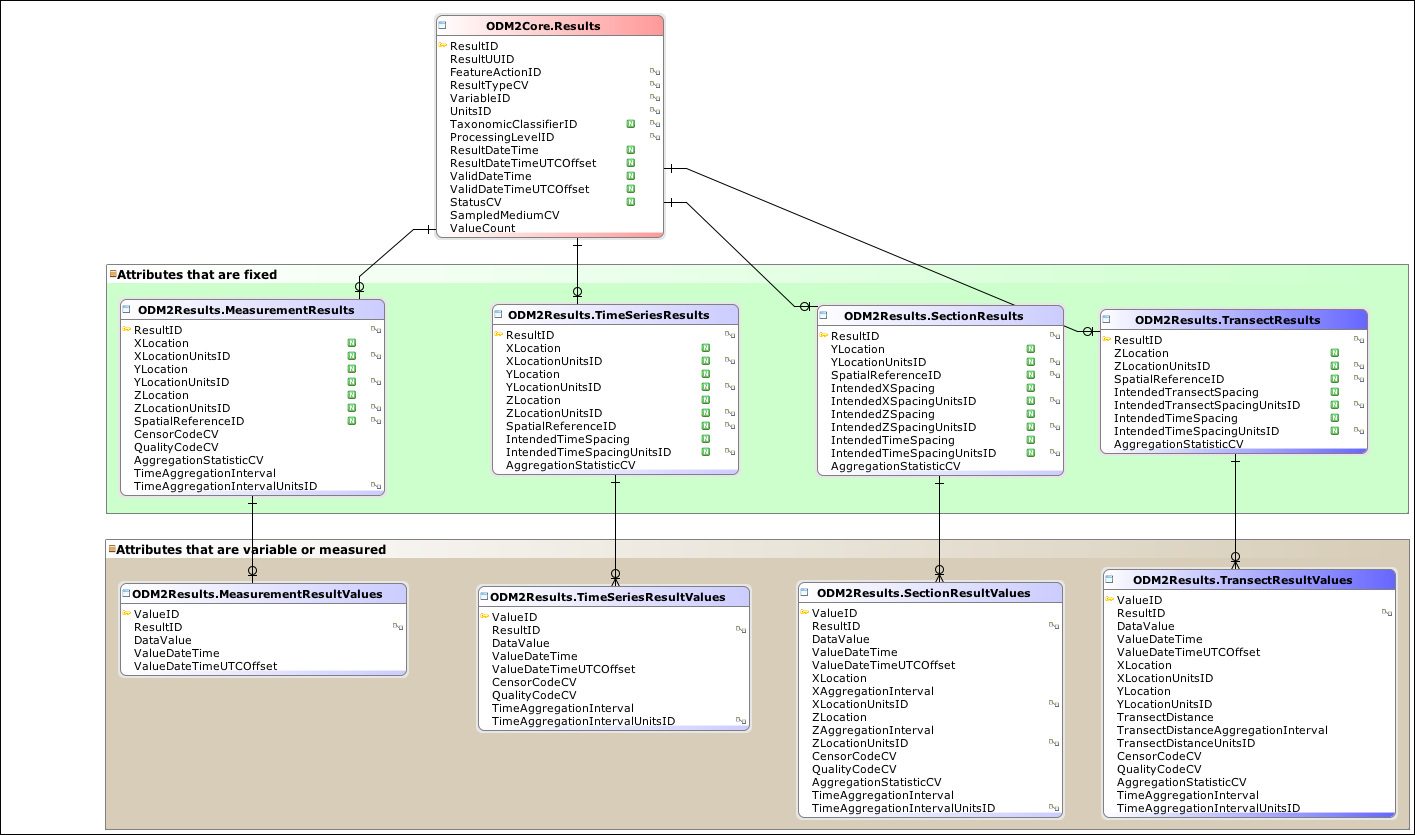 ODM2Core.Results
ResultID
ResultUUID
FeatureActionID
ResultTypeCV
VariableID
UnitsID
TaxonomicClassifierID N
ProcessingLevelID
ResultDateTime N
ResultDateTimeUTCOffset N
ValidDateTime N
ValidDateTimeUTCOffset N
StatusCV N
SampledMediumCV
ValueCount
Attributes that are fixed
ODM2Results.MeasurementResults
ResultID
XLocation N
XLocationUnitsID N
YLocation N
YLocationUnitsID N
ZLocation N
ZLocationUnitsID N
SpatialReferenceID N
CensorCodeCV
QualityCodeCV
AggregationStatisticCV
TimeAggregationInterval
TimeAggregationIntervalUnitsID
ODM2Results.TimeSeriesResults
ResultID
XLocation N
XLocationUnitsID N
YLocation N
YLocationUnitsID N
ZLocation N
ZLocationUnitsID N
SpatialReferenceID N
IntendedTimeSpacing N
IntendedTimeSpacingUnitsID N
AggregationStatisticCV
ODM2Results.SectionResults
ResultID
YLocation N
YLocationUnitsID N
SpatialReferenceID N
IntendedXSpacing N
IntendedXSpacingUnitsID N
IntendedZSpacing N
IntendedZSpacingUnitsID N
IntendedTimeSpacing N
IntendedTimeSpacingUnitsID N
AggregationStatisticCV
ODM2Results.TransectResults
ResultID
ZLocation N
ZLocationUnitsID N
SpatialReferenceID N
IntendedTransectSpacing N
IntendedTransectSpacingUnitsID N
IntendedTimeSpacing N
IntendedTimeSpacingUnitsID N
AggregationStatisticCV
Attributes that are variable or measured
ODM2Results.MeasurementResultValues
ValueID
ResultID
DataValue
ValueDateTime
ValueDateTimeUTCOffset
ODM2Results.TimeSeriesResultValues
ValueID
ResultID
DataValue
ValueDateTime
ValueDateTimeUTCOffset
CensorCodeCV
QualityCodeCV
TimeAggregationInterval
TimeAggregationIntervalUnitsID
ODM2Results.SectionResultValues
ValueID
ResultID
DataValue
ValueDateTime
ValueDateTimeUTCOffset
XLocation
XAggregationInterval
XLocationUnitsID
ZLocation
ZAggregationInterval
ZLocationUnitsID
CensorCodeCV
QualityCodeCV
AggregationStatisticCV
TimeAggregationInterval
TimeAggregationIntervalUnitsID
ODM2Results.TransectResultValues
ValueID
ResultID
DataValue
ValueDateTime
ValueDateTimeUTCOffset
XLocation
XLocationUnitsID
YLocation
YLocationUnitsID
TransectDistance
TransectDistanceAggregationInterval
TransectDistanceUnitsID
CensorCodeCV
QualityCodeCV
AggregationStatisticCV
TimeAggregationInterval
TimeAggregationIntervalUnitsID